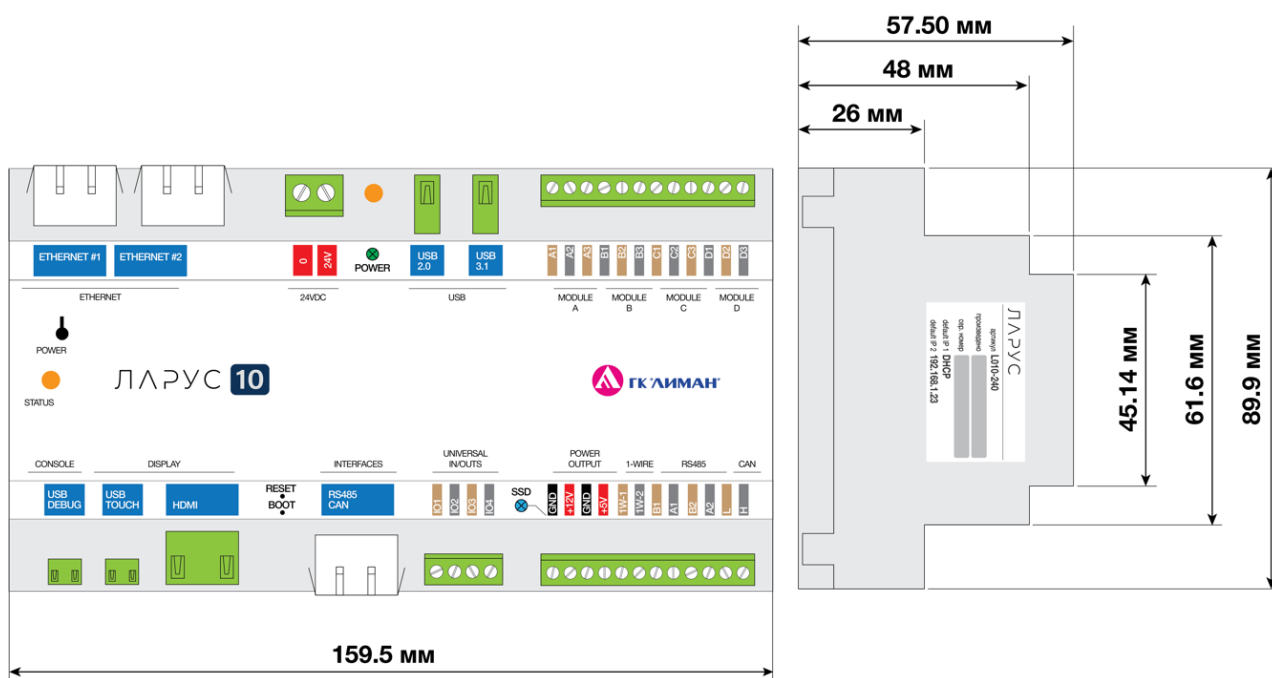 57.50 мм
48 мм
26 мм
ETHERNET #1
ETHERNET #2
0
24V
POWER
USB
2.0
USB
3.1
A1
A2
A3
B1
B2
B3
C1
C2
C3
D1
D2
D3
ETHERNET
24VDC
USB
MODULE
A
MODULE
B
MODULE
C
MODULE
D
POWER
STATUS
ЛАРУС 10
ГК "ЛИМАН"
CONSOLE
DISPLAY
INTERFACES
UNIVERSAL
IN/OUTS
POWER
OUTPUT
1-WIRE
RS485
CAN
USB
DEBUG
USB
TOUCH
HDMI
RESET
BOOT
RS485
CAN
IO1
IO2
IO3
IO4
SSD
GND
+12V
GND
+5V
1W-1
1W-2
B1
A1
B2
A2
L
H
159.5 мм
ЛАРУС
артикул L010-240
произведено
сер. номер
default IP 1 DHCP
default IP 2 192.168.1.23
45.14 мм
61.6 мм
89.9 мм